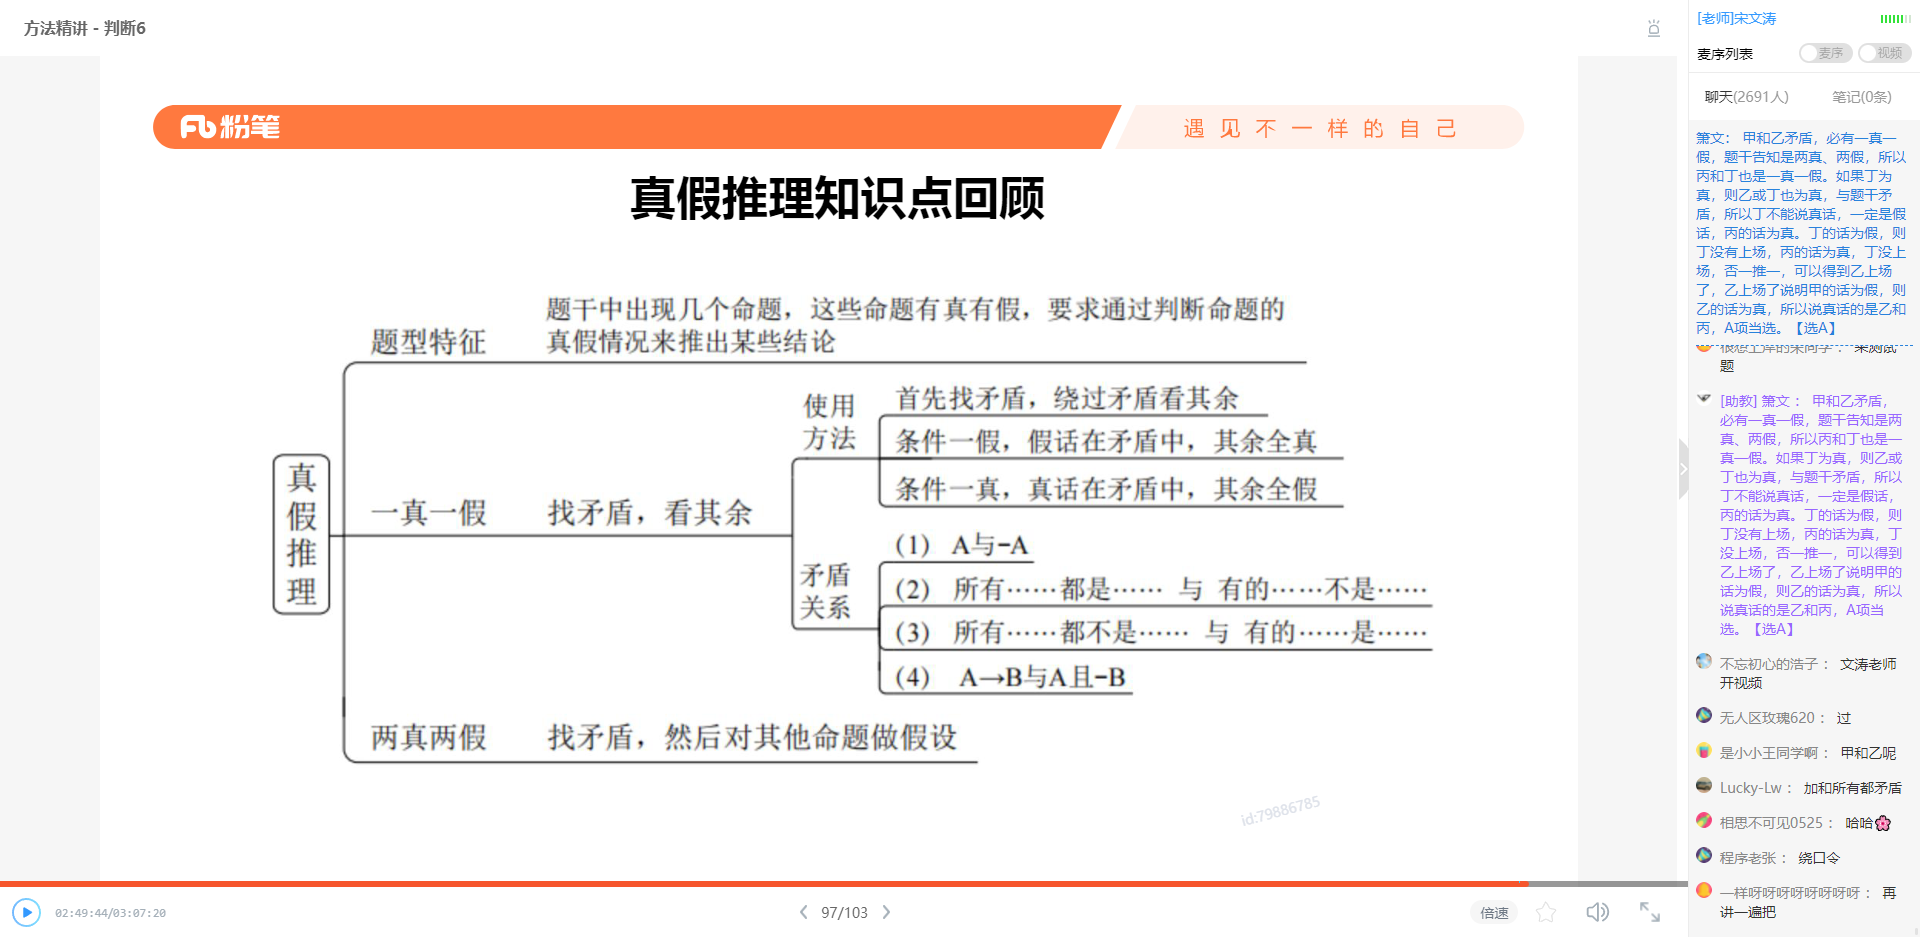 方法精讲 - 判断6
粉笔
遇见不一样的自己
真假推理知识点回顾
真假推理
题型特征
题干中出现几个命题，这些命题有真有假，要求通过判断命题的
真假情况来推出某些结论
一真一假
找矛盾，看其余
使用
方法
首先找矛盾，绕过矛盾看其余
条件一假，假话在矛盾中，其余全真
条件一真，真话在矛盾中，其余全假
矛盾
关系
(1) A与-A
(2) 所有……都是…… 与 有的……不是……
(3) 所有……都不是…… 与 有的……是……
(4) A→B与A且-B
两真两假
找矛盾，然后对其他命题做假设
id:79886785
02:49:44/03:07:20
97/103
倍速
[老师]宋文涛
麦序列表
麦序
视频
聊天(2691人)
笔记(0条)
箫文： 甲和乙矛盾，必有一真一
假，题干告知是两真、两假，所以
丙和丁也是一真一假。如果丁为
真，则乙或丁也为真，与题干矛
盾，所以丁不能说真话，一定是假
话，丙的话为真。丁的话为假，则
丁没有上场，丙的话为真，丁没上
场，否一推一，可以得到乙上场
了，乙上场了说明甲的话为假，则
乙的话为真，所以说真话的是乙和
丙，A项当选。【选A】
题
[助教] 箫文： 甲和乙矛盾，
必有一真一假，题干告知是两
真、两假，所以丙和丁也是一
真一假。如果丁为真，则乙或
丁也为真，与题干矛盾，所以
丁不能说真话，一定是假话，
丙的话为真。丁的话为假，则
丁没有上场，丙的话为真，丁
没上场，否一推一，可以得到
乙上场了，乙上场了说明甲的
话为假，则乙的话为真，所以
说真话的是乙和丙，A项当
选。【选A】
不忘初心的浩子： 文涛老师
开视频
无人区玫瑰620： 过
是小小王同学啊： 甲和乙呢
Lucky-Lw： 加和所有都矛盾
相思不可见0525： 哈哈🌸
程序老张： 绕口令
一样呀呀呀呀呀呀呀呀： 再
讲一遍把